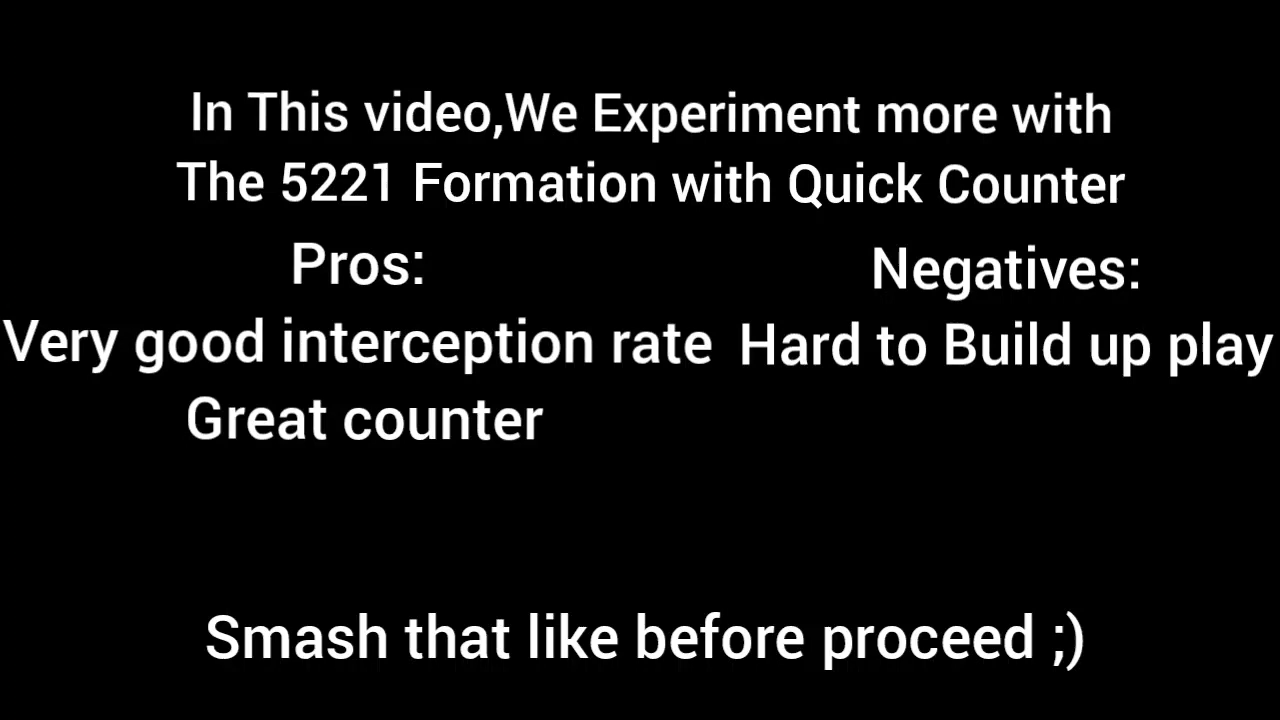 In This video,We Experiment more with
The 5221 Formation with Quick Counter
Pros:
Very good interception rate
Great counter
Negatives:
Hard to Build up play
Smash that like before proceed ;)